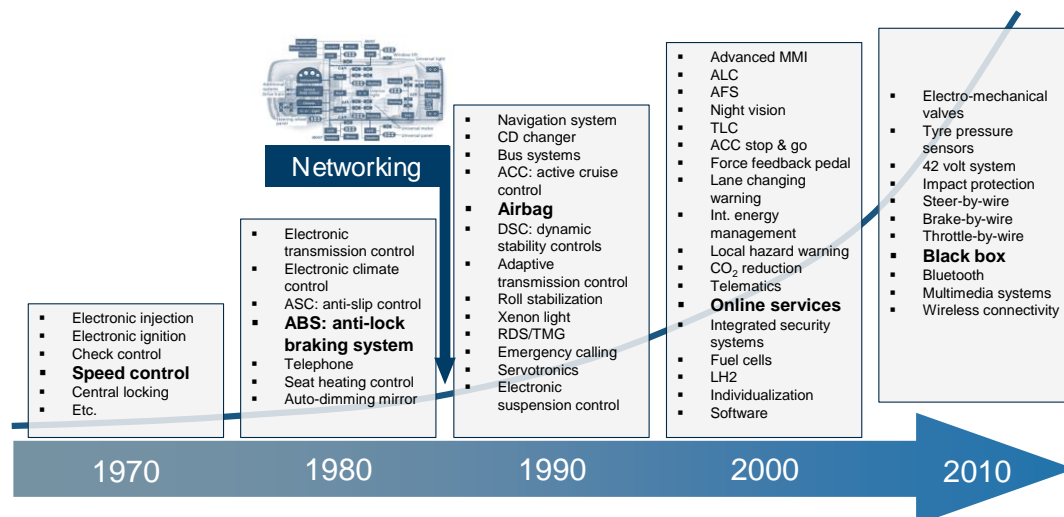 Networking
Electronic injection
Electronic ignition
Check control
Speed control
Central locking
Etc.
Electronic
transmission control
Electronic climate
control
ASC: anti-slip control
ABS: anti-lock
braking system
Telephone
Seat heating control
Auto-dimming mirror
Navigation system
CD changer
Bus systems
ACC: active cruise
control
Airbag
DSC: dynamic
stability controls
Adaptive
transmission control
Roll stabilization
Xenon light
RDS/TMG
Emergency calling
Servotronics
Electronic
suspension control
Advanced MMI
ALC
AFS
Night vision
TLC
ACC stop & go
Force feedback pedal
Lane changing
warning
Int. energy
management
Local hazard warning
CO₂ reduction
Telematics
Online services
Integrated security
systems
Fuel cells
LH2
Individualization
Software
Electro-mechanical
valves
Tyre pressure
sensors
42 volt system
Impact protection
Steer-by-wire
Brake-by-wire
Throttle-by-wire
Black box
Bluetooth
Multimedia systems
Wireless connectivity
1970
1980
1990
2000
2010